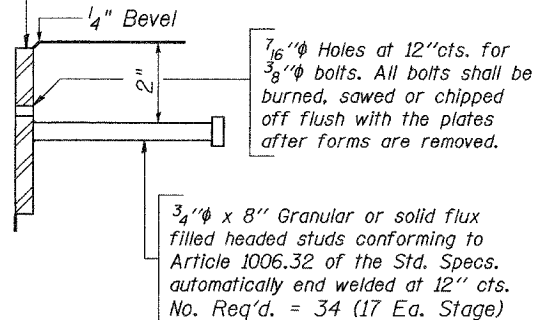 1/4" Bevel
2"
7/16"φ Holes at 12"cts. for
3/8"φ bolts. All bolts shall be
burned, sawed or chipped
off flush with the plates
after forms are removed.
3/4"φ x 8" Granular or solid flux
filled headed studs conforming to
Article 1006.32 of the Std. Specs.
automatically end welded at 12" cts.
No. Req'd. = 34 (17 Ea. Stage)